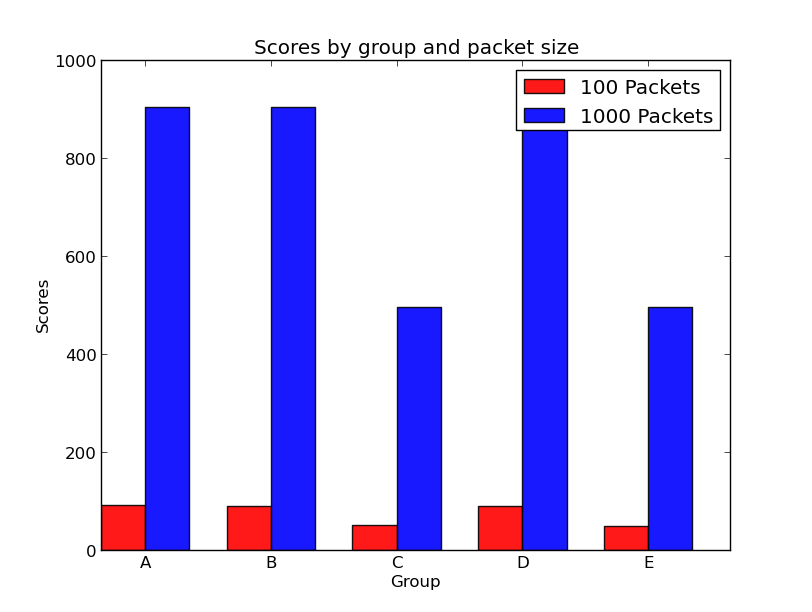 Scores by group and packet size
1000
800
600
400
200
0
Scores
100 Packets
1000 Packets
A B C D E
Group